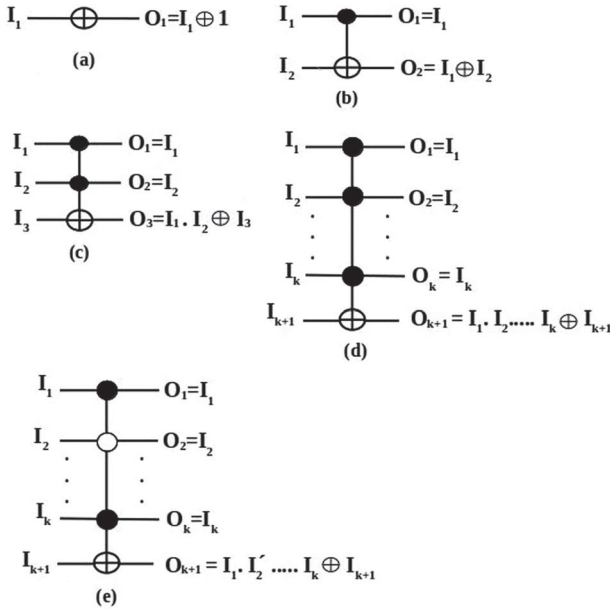 I₁ O₁=I₁⊕1
(a)
I₁ O₁=I₁
I₂ O₂= I₁⊕I₂
(b)
I₁ O₁=I₁
I₂ O₂=I₂
I₃ O₃=I₁.I₂⊕ I₃
(c)
I₁ O₁=I₁
I₂ O₂=I₂
Iₖ Oₖ= Iₖ
Iₖ₊₁ Oₖ₊₁= I₁.I₂..... Iₖ⊕ Iₖ₊₁
(d)
I₁ O₁=I₁
I₂ O₂=I₂
Iₖ Oₖ=Iₖ
Iₖ₊₁ Oₖ₊₁= I₁.I₂′..... Iₖ⊕ Iₖ₊₁
(e)